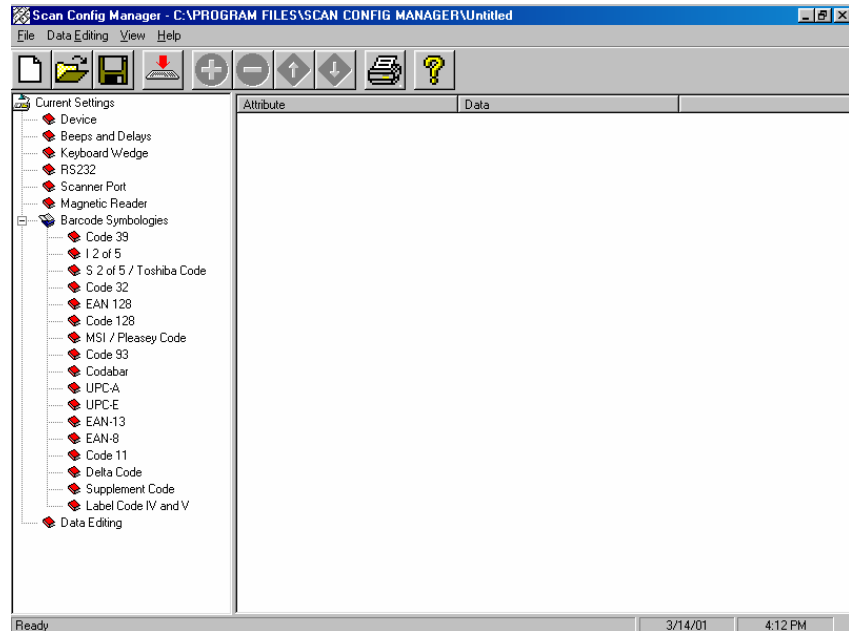 Scan Config Manager - C:\PROGRAM FILES\SCAN CONFIG MANAGER\Untitled
File Data Editing View Help
Current Settings
Attribute Data
Device
Beeps and Delays
Keyboard Wedge
RS232
Scanner Port
Magnetic Reader
Barcode Symbologies
Code 39
I 2 of 5
S 2 of 5 / Toshiba Code
Code 32
EAN 128
Code 128
MSI / Pleasey Code
Code 93
Codabar
UPC-A
UPC-E
EAN-13
EAN-8
Code 11
Delta Code
Supplement Code
Label Code IV and V
Data Editing
Ready 3/14/01 4:12 PM